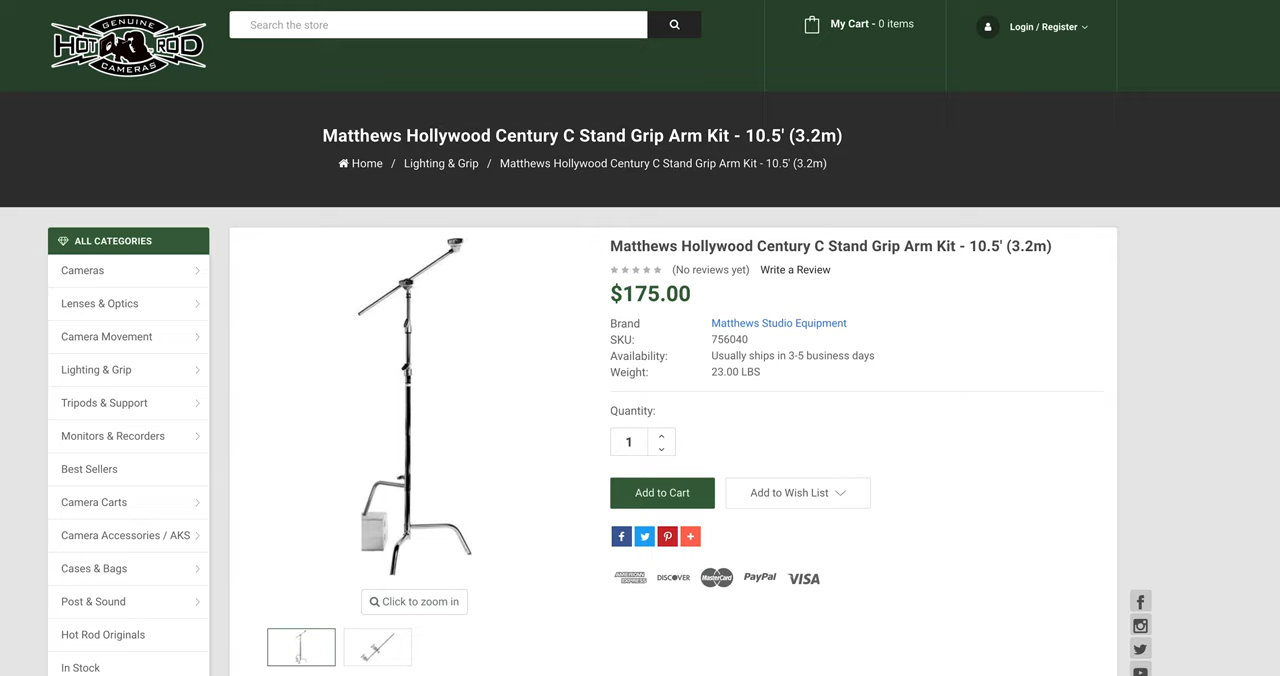 GENUINE
HOT ROD
CAMERAS
Search the store
My Cart - 0 items
Login / Register
Matthews Hollywood Century C Stand Grip Arm Kit - 10.5' (3.2m)
Home / Lighting & Grip / Matthews Hollywood Century C Stand Grip Arm Kit - 10.5' (3.2m)
ALL CATEGORIES
Cameras
Lenses & Optics
Camera Movement
Lighting & Grip
Tripods & Support
Monitors & Recorders
Best Sellers
Camera Carts
Camera Accessories / AKS
Cases & Bags
Post & Sound
Hot Rod Originals
In Stock
Click to zoom in
Matthews Hollywood Century C Stand Grip Arm Kit - 10.5' (3.2m)
(No reviews yet) Write a Review
$175.00
Brand Matthews Studio Equipment
SKU: 756040
Availability: Usually ships in 3-5 business days
Weight: 23.00 LBS
Quantity:
1
Add to Cart
Add to Wish List
AMERICAN EXPRESS DISCOVER MasterCard PayPal VISA